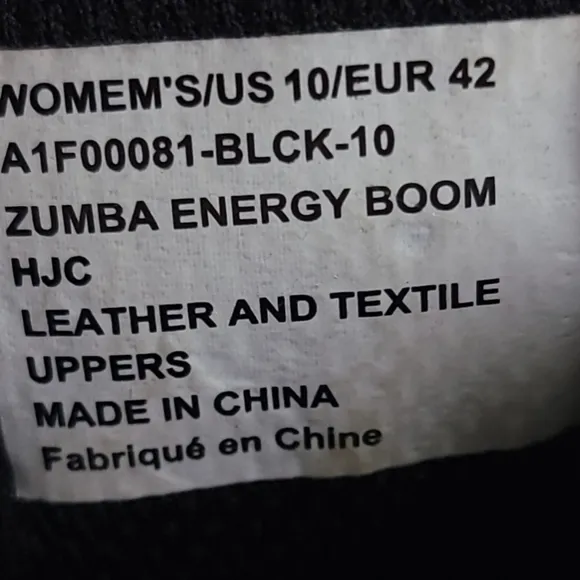 WOMEM'S/US 10/EUR 42
A1F00081-BLCK-10
ZUMBA ENERGY BOOM
HJC
LEATHER AND TEXTILE
UPPERS
MADE IN CHINA
Fabriqué en Chine